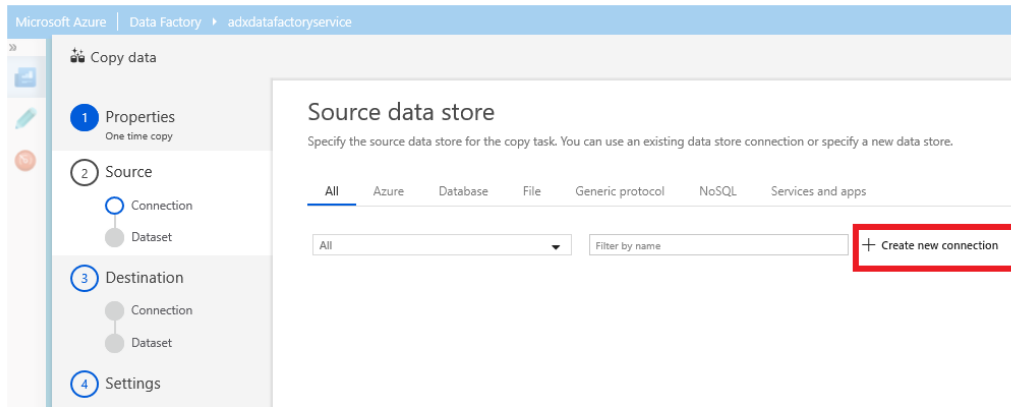 Microsoft Azure Data Factory adxdatafactoryservice
»
Copy data
1 Properties
One time copy
2 Source
Connection
Dataset
3 Destination
Connection
Dataset
4 Settings
Source data store
Specify the source data store for the copy task. You can use an existing data store connection or specify a new data store.
All Azure Database File Generic protocol NoSQL Services and apps
All Filter by name + Create new connection